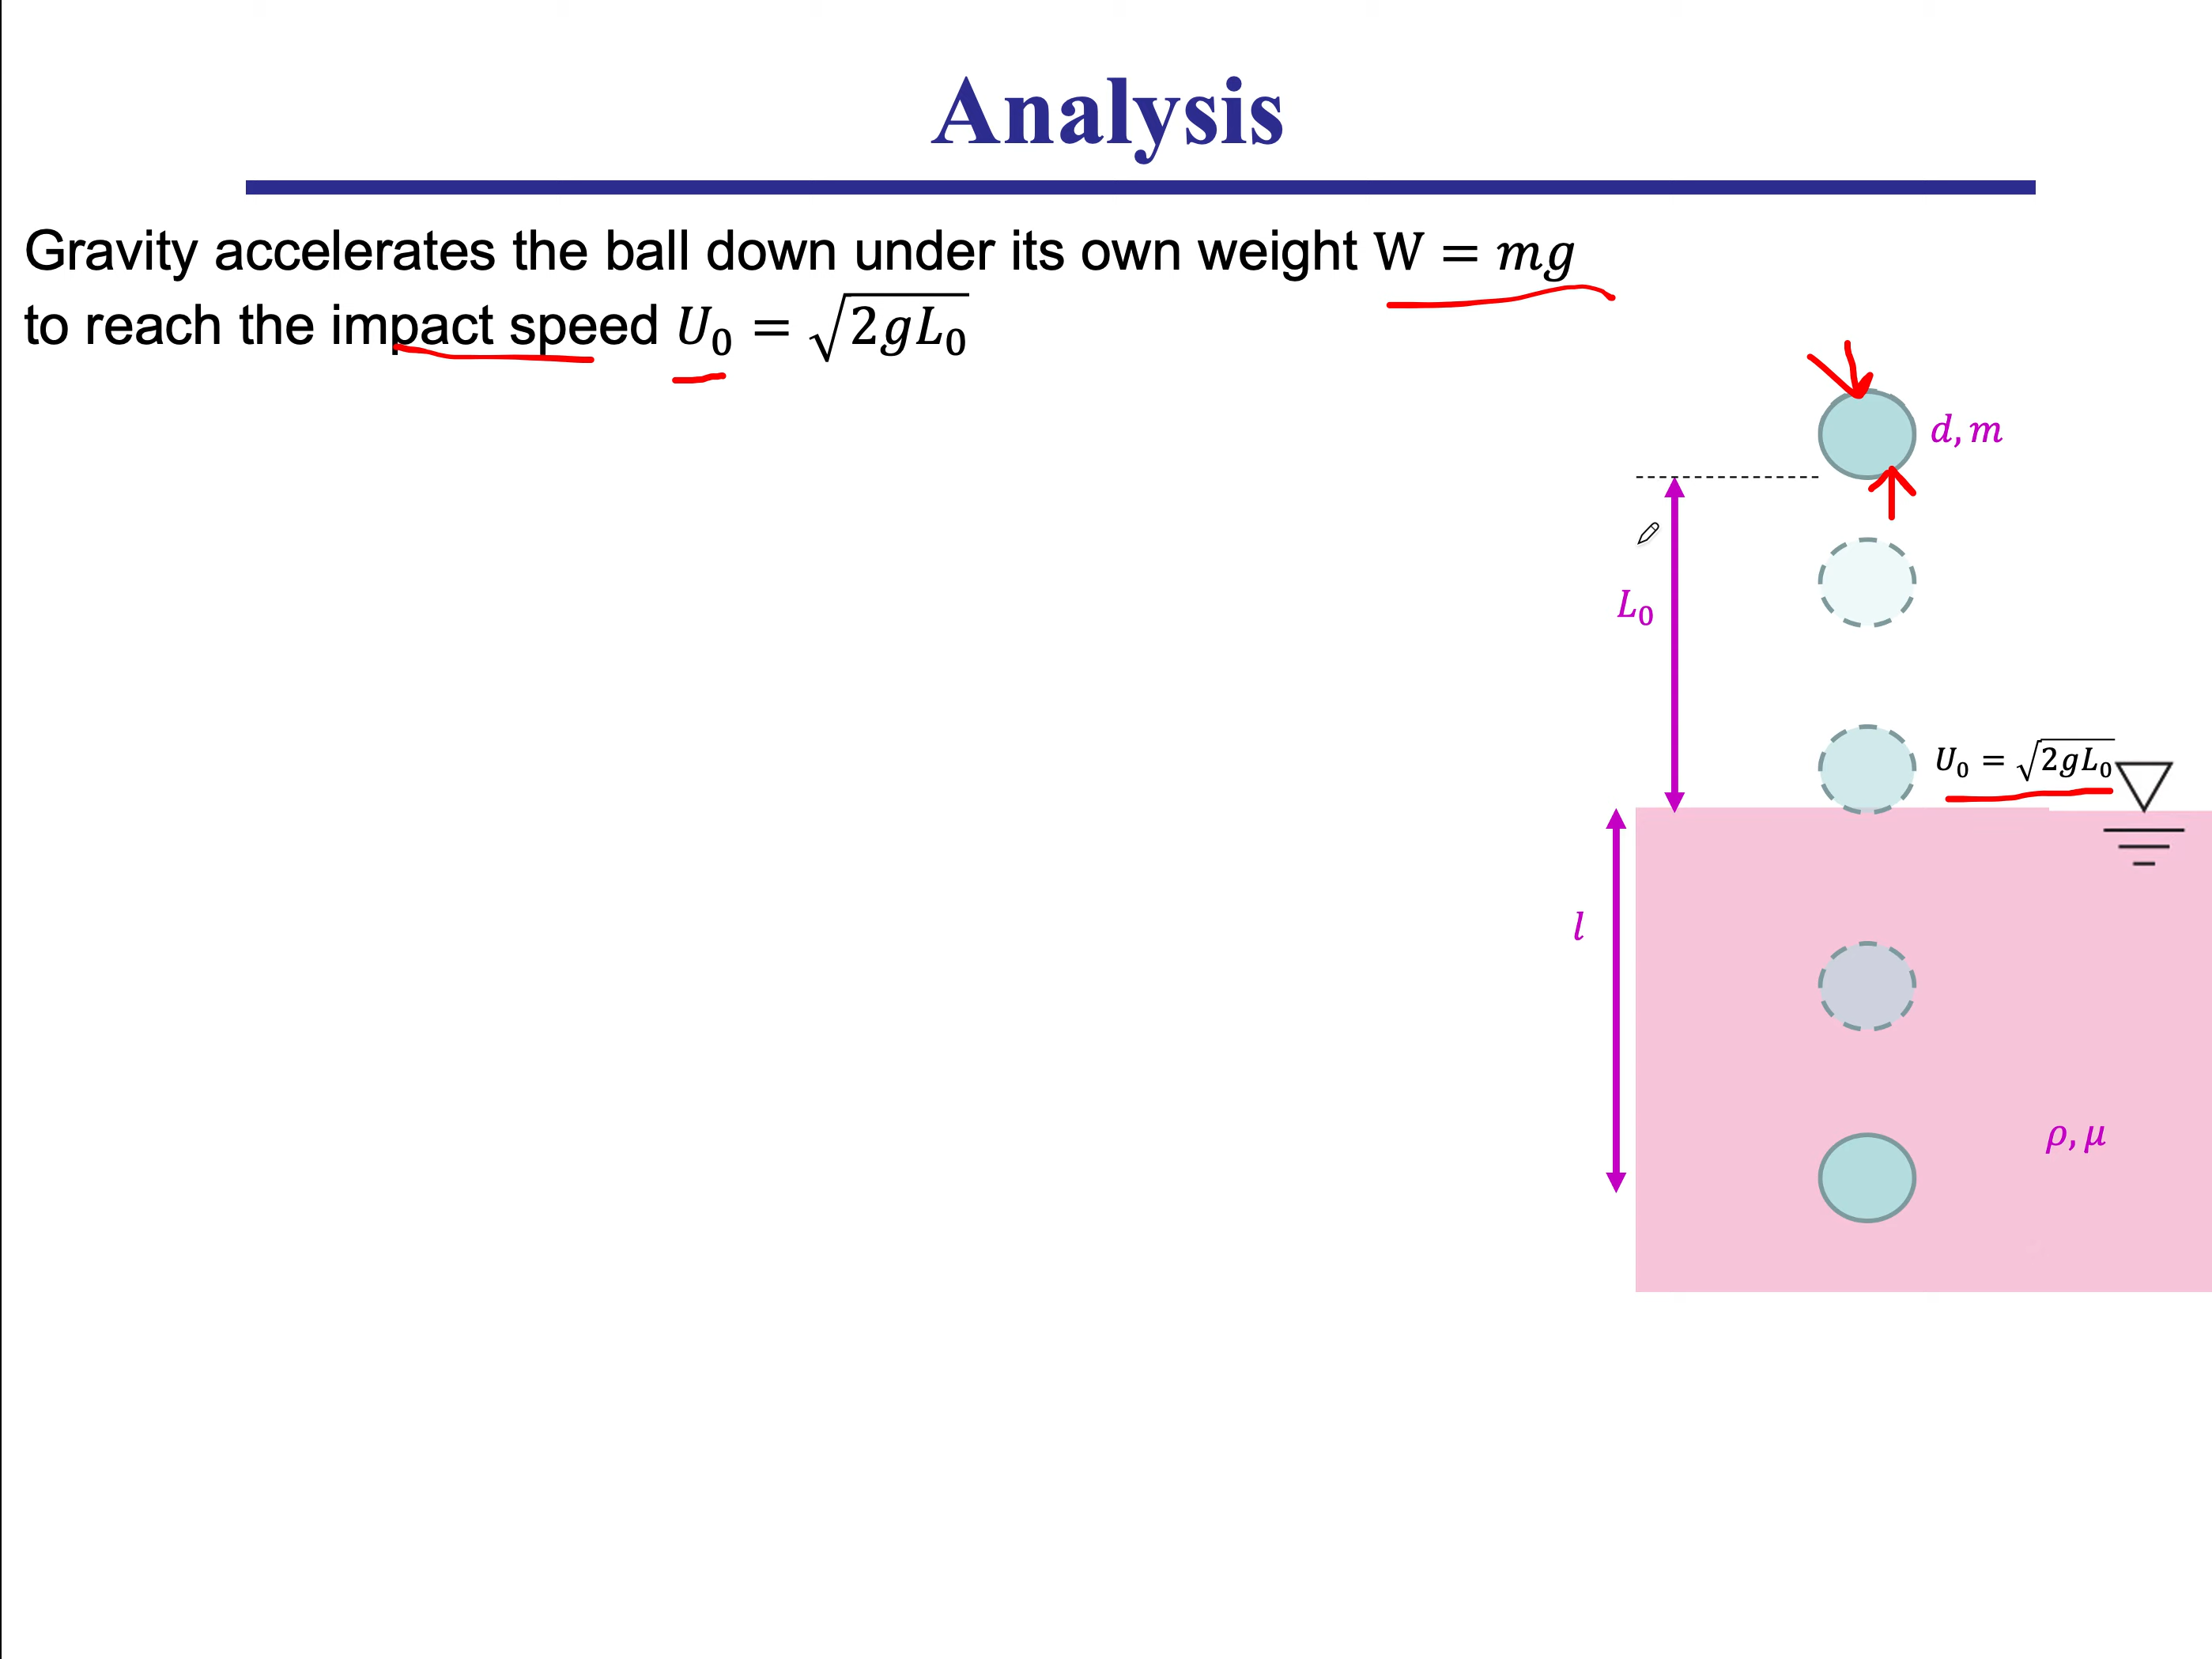 Analysis
Gravity accelerates the ball down under its own weight W = mg
to reach the impact speed U₀ = √2gL₀
d, m
L₀
U₀ = √2gL₀
l
ρ, μ